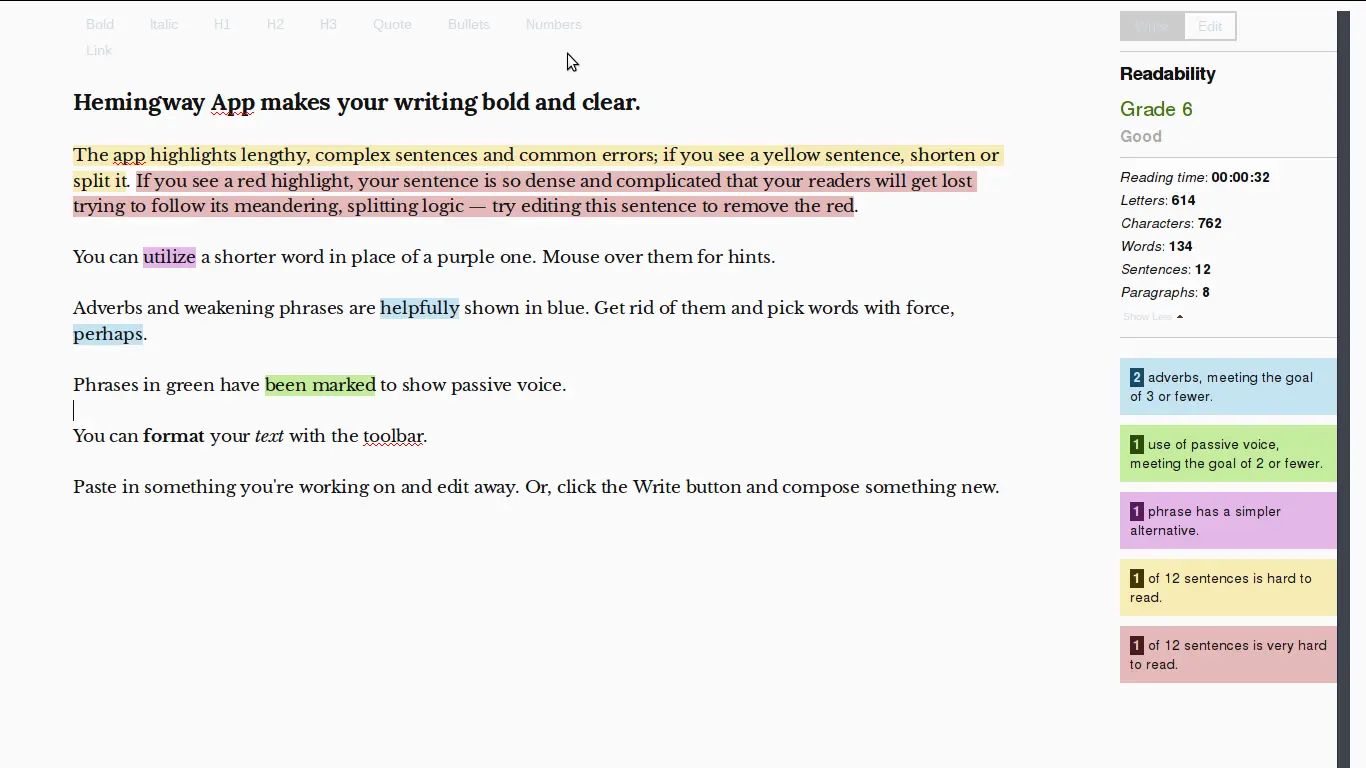 Bold Italic H1 H2 H3 Quote Bullets Numbers
Link
Write Edit
Hemingway App makes your writing bold and clear.
The app highlights lengthy, complex sentences and common errors; if you see a yellow sentence, shorten or
split it. If you see a red highlight, your sentence is so dense and complicated that your readers will get lost
trying to follow its meandering, splitting logic — try editing this sentence to remove the red.
You can utilize a shorter word in place of a purple one. Mouse over them for hints.
Adverbs and weakening phrases are helpfully shown in blue. Get rid of them and pick words with force,
perhaps.
Phrases in green have been marked to show passive voice.
You can format your text with the toolbar.
Paste in something you're working on and edit away. Or, click the Write button and compose something new.
Readability
Grade 6
Good
Reading time: 00:00:32
Letters: 614
Characters: 762
Words: 134
Sentences: 12
Paragraphs: 8
Show Less
2 adverbs, meeting the goal
of 3 or fewer.
1 use of passive voice,
meeting the goal of 2 or fewer.
1 phrase has a simpler
alternative.
1 of 12 sentences is hard to
read.
1 of 12 sentences is very hard
to read.